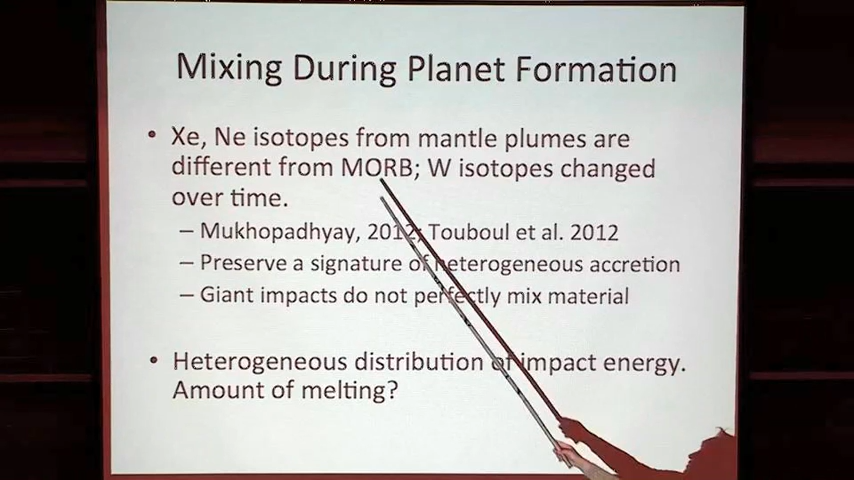 Mixing During Planet Formation
• Xe, Ne isotopes from mantle plumes are
different from MORB; W isotopes changed
over time.
– Mukhopadhyay, 2012; Touboul et al. 2012
– Preserve a signature of heterogeneous accretion
– Giant impacts do not perfectly mix material
• Heterogeneous distribution of impact energy.
Amount of melting?